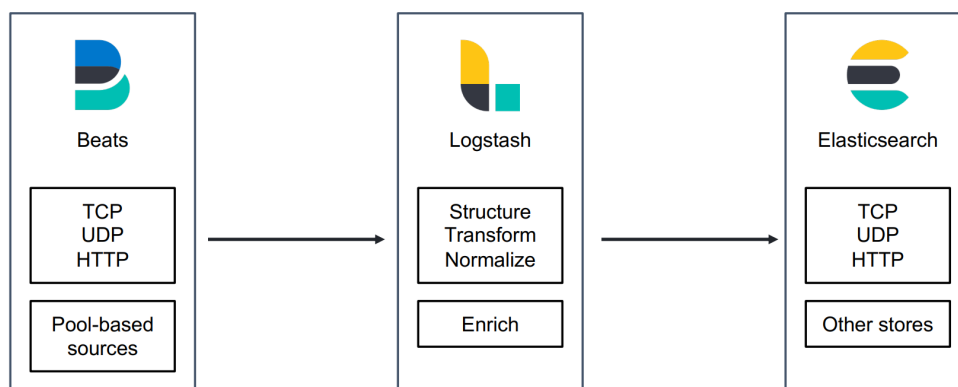 Beats
TCP
UDP
HTTP
Pool-based
sources
Logstash
Structure
Transform
Normalize
Enrich
Elasticsearch
TCP
UDP
HTTP
Other stores